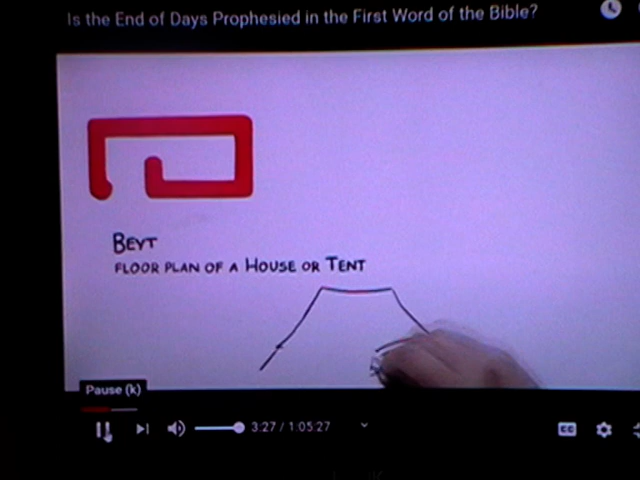 Is the End of Days Prophesied in the First Word of the Bible?
BEYT
FLOOR PLAN OF A HOUSE OR TENT
Pause (k)
3:27 / 1:05:27
CC